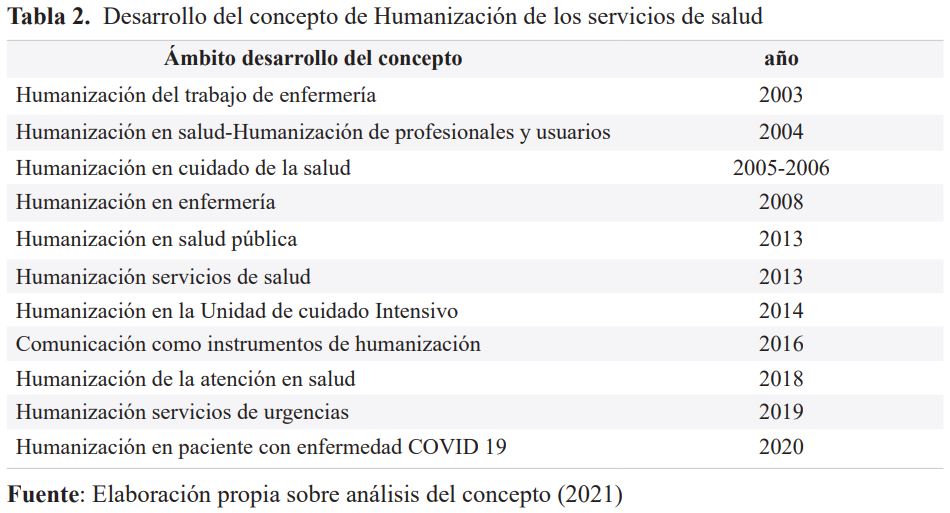 Tabla 2. Desarrollo del concepto de Humanización de los servicios de salud
Ámbito desarrollo del concepto año
Humanización del trabajo de enfermería 2003
Humanización en salud-Humanización de profesionales y usuarios 2004
Humanización en cuidado de la salud 2005-2006
Humanización en enfermería 2008
Humanización en salud pública 2013
Humanización servicios de salud 2013
Humanización en la Unidad de cuidado Intensivo 2014
Comunicación como instrumentos de humanización 2016
Humanización de la atención en salud 2018
Humanización servicios de urgencias 2019
Humanización en paciente con enfermedad COVID 19 2020
Fuente: Elaboración propia sobre análisis del concepto (2021)